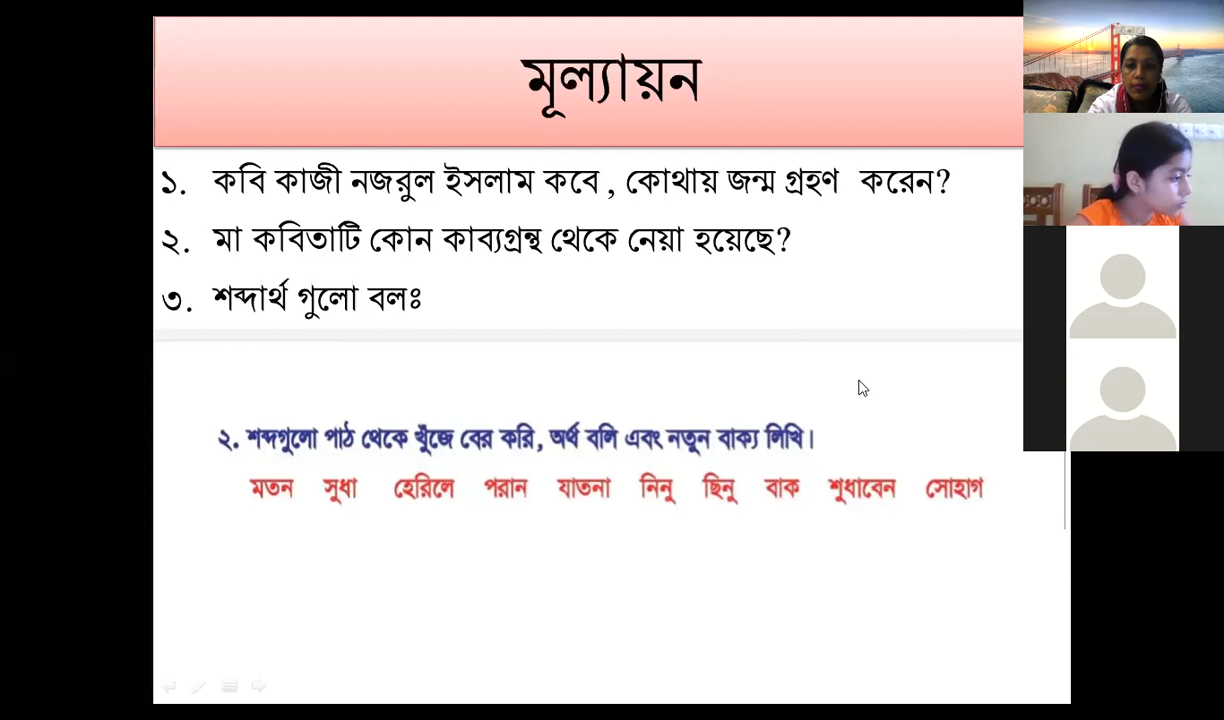 মূল্যায়ন
১. কবি কাজী নজরুল ইসলাম কবে , কোথায় জন্ম গ্রহণ করেন?
২. মা কবিতাটি কোন কাব্যগ্রন্থ থেকে নেয়া হয়েছে?
৩. শব্দার্থ গুলো বলঃ
২. শব্দগুলো পাঠ থেকে খুঁজে বের করি, অর্থ বলি এবং নতুন বাক্য লিখি।
মতন সুধা হেরিলে পরান যাতনা নিনু ছিনু বাক শুধাবেন সোহাগ